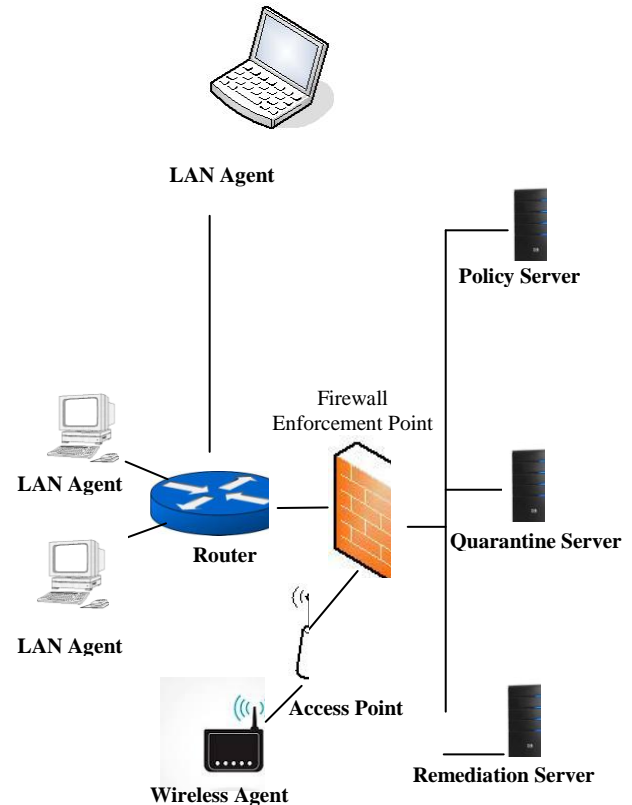 LAN Agent
Policy Server
Firewall
Enforcement Point
LAN Agent
Router
Quarantine Server
LAN Agent
Access Point
Wireless Agent
Remediation Server